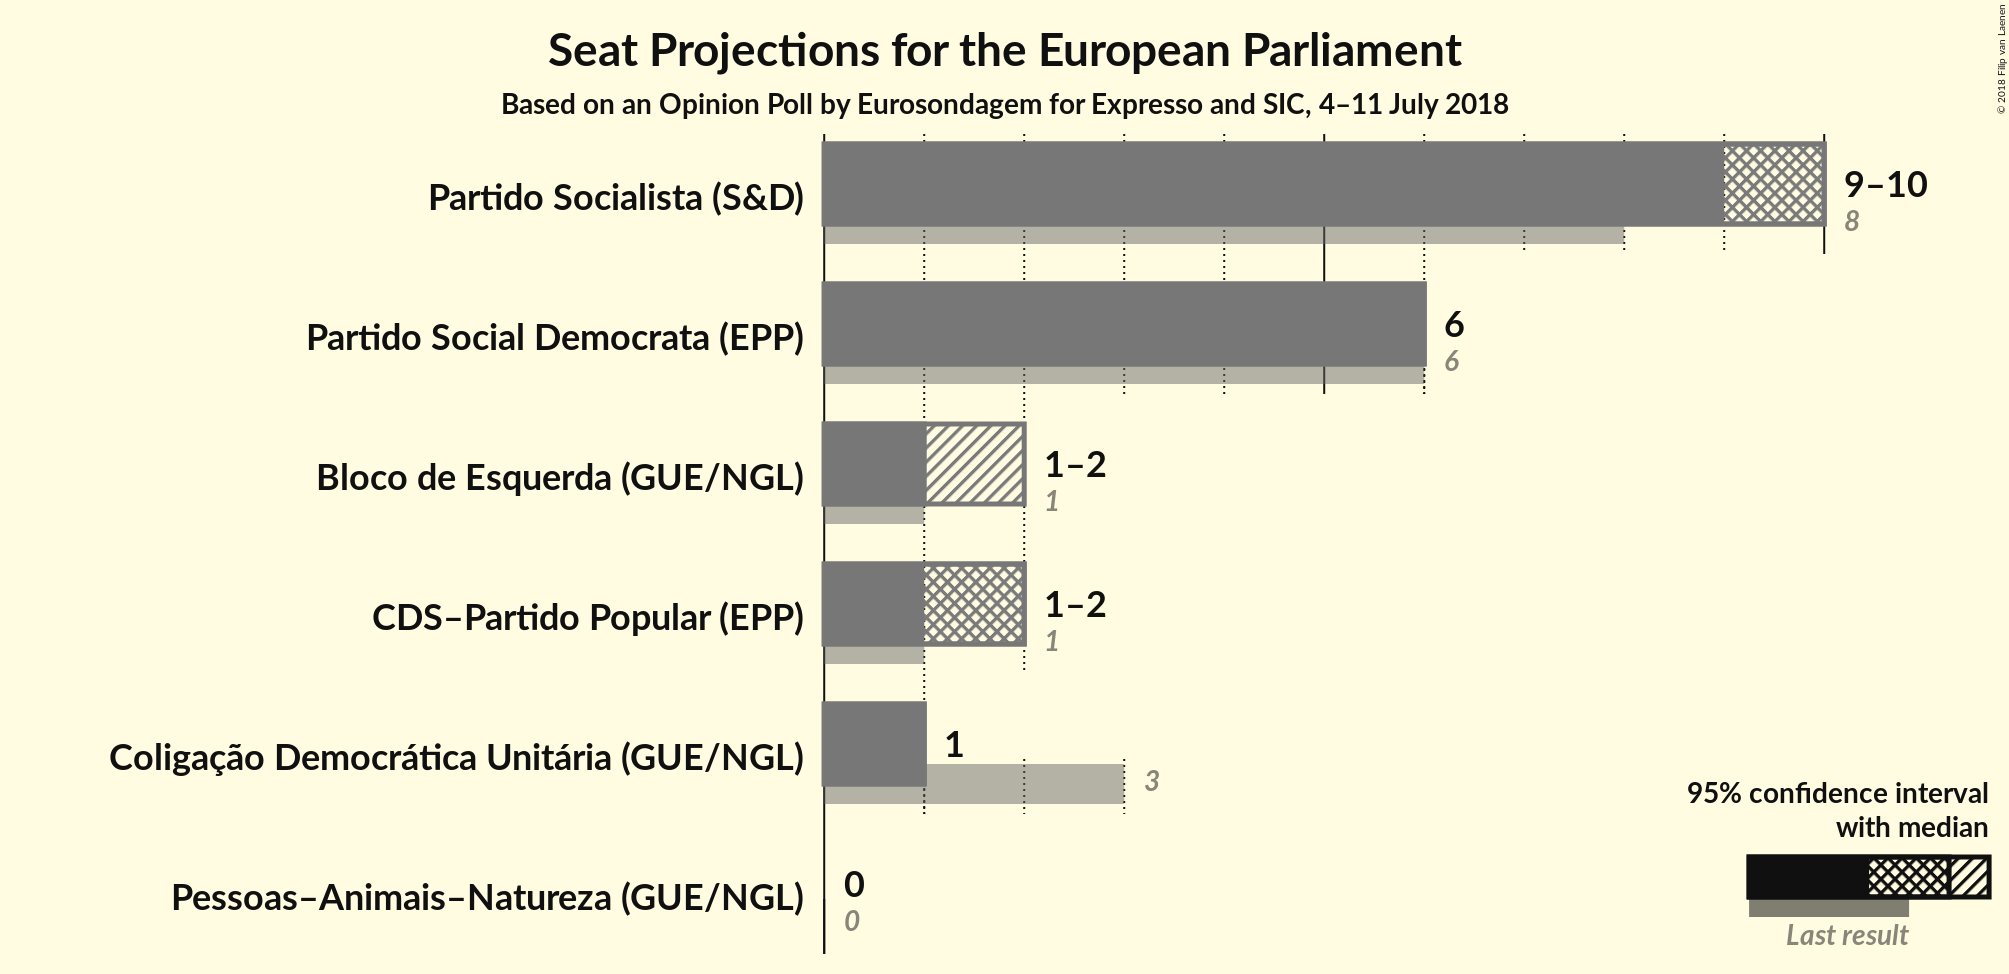 Seat Projections for the European Parliament
Based on an Opinion Poll by Eurosondagem for Expresso and SIC, 4–11 July 2018
© 2018 Filip van Laenen
Partido Socialista (S&D)
9–10
8
Partido Social Democrata (EPP)
6
6
Bloco de Esquerda (GUE/NGL)
1–2
1
CDS–Partido Popular (EPP)
1–2
1
Coligação Democrática Unitária (GUE/NGL)
1
3
Pessoas–Animais–Natureza (GUE/NGL)
0
0
95% confidence interval
with median
Last result